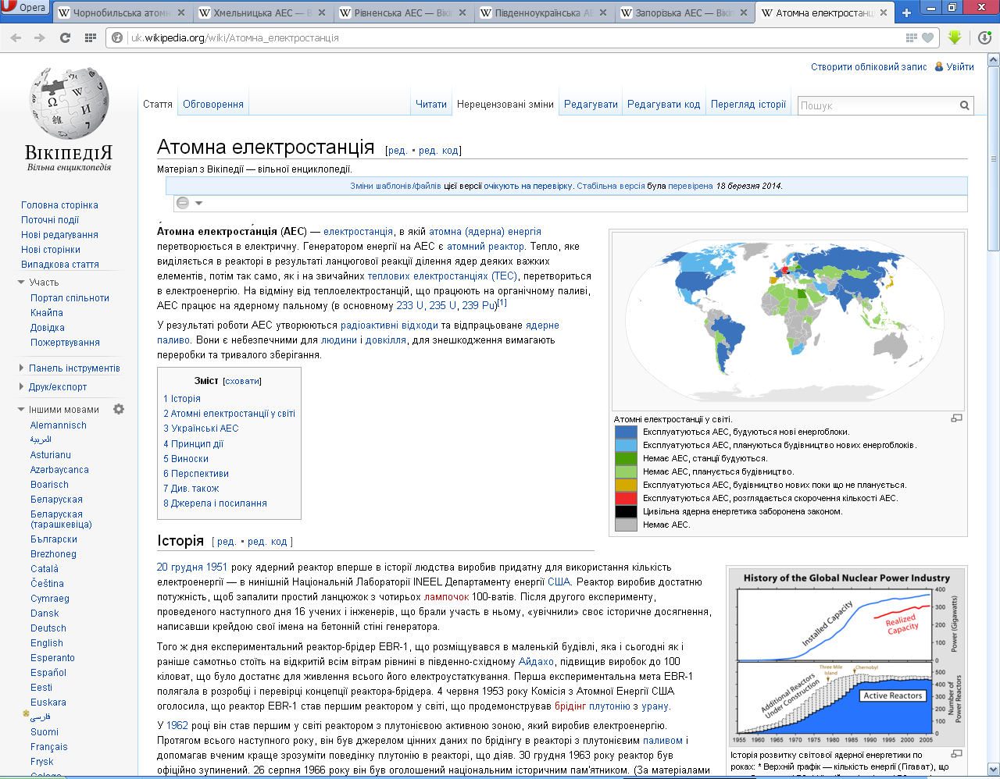 Opera
Чорнобильська атомн
Хмельницька АЕС — В
Рівненська АЕС — Вікі
Південноукраїнська А
Запорізька АЕС — Вікіп
Атомна електростанц
uk.wikipedia.org/wiki/Атомна_електростанція
Створити обліковий запис
Увійти
Стаття
Обговорення
Читати
Нерецензовані зміни
Редагувати
Редагувати код
Перегляд історії
Пошук
ВікіпедіЯ
Вільна енциклопедія
Головна сторінка
Поточні події
Нові редагування
Нові сторінки
Випадкова стаття
Участь
Портал спільноти
Кнайпа
Довідка
Пожертвування
Панель інструментів
Друк/експорт
Іншими мовами
Alemannisch
العربية
Asturianu
Azərbaycanca
Boarisch
Беларуская
Беларуская
(тарашкевіца)
Български
Brezhoneg
Català
Čeština
Cymraeg
Dansk
Deutsch
English
Esperanto
Español
Eesti
Euskara
فارسی
Suomi
Français
Frysk
Атомна електростанція [ред. • ред. код]
Матеріал з Вікіпедії — вільної енциклопедії.
Зміни шаблонів/файлів цієї версії очікують на перевірку. Стабільна версія була перевірена 18 березня 2014.
А́томна електроста́нція (АЕС) — електростанція, в якій атомна (ядерна) енергія
перетворюється в електричну. Генератором енергії на АЕС є атомний реактор. Тепло, яке
виділяється в реакторі в результаті ланцюгової реакції ділення ядер деяких важких
елементів, потім так само, як і на звичайних теплових електростанціях (ТЕС), перетвориться
в електроенергію. На відміну від теплоелектростанцій, що працюють на органічному паливі,
АЕС працює на ядерному пальному (в основному 233 U, 235 U, 239 Pu)[1]
У результаті роботи АЕС утворюються радіоактивні відходи та відпрацьоване ядерне
паливо. Вони є небезпечними для людини і довкілля, для знешкодження вимагають
переробки та тривалого зберігання.
Зміст [сховати]
1 Історія
2 Атомні електростанції у світі
3 Українські АЕС
4 Принцип дії
5 Виноски
6 Перспективи
7 Див. також
8 Джерела і посилання
Атомні електростанції у світі.
Експлуатуються АЕС, будуються нові енергоблоки.
Експлуатуються АЕС, плануються будівництво нових енергоблоків.
Немає АЕС, станції будуються.
Немає АЕС, планується будівництво.
Експлуатуються АЕС, будівництво нових поки що не планується.
Експлуатуються АЕС, розглядається скорочення кількості АЕС.
Цивільна ядерна енергетика заборонена законом.
Немає АЕС.
Історія [ ред. • ред. код ]
20 грудня 1951 року ядерний реактор вперше в історії людства виробив придатну для використання кількість
електроенергії — в нинішній Національній Лабораторії INEEL Департаменту енергії США. Реактор виробив достатню
потужність, щоб запалити простий ланцюжок з чотирьох лампочок 100-ватів. Після другого експерименту,
проведеного наступного дня 16 учених і інженерів, що брали участь в ньому, «увічнили» своє історичне досягнення,
написавши крейдою свої імена на бетонній стіні генератора.
Того ж дня експериментальний реактор-брідер EBR-1, що розміщувався в маленькій будівлі, яка і сьогодні як і
раніше самотньо стоїть на відкритій всім вітрам рівнині в південно-східному Айдахо, підвищив виробок до 100
кіловат, що було достатнє для живлення всього його електроустаткування. Перша експериментальна мета EBR-1
полягала в розробці і перевірці концепції реактора-брідера. 4 червня 1953 року Комісія з Атомної Енергії США
оголосила, що реактор EBR-1 став першим реактором у світі, що продемонстрував брідінг плутонію з урану.
У 1962 році він став першим у світі реактором з плутонієвою активною зоною, який виробив електроенергію.
Протягом всього наступного року, він був джерелом цінних даних по брідінгу в реакторі з плутонієвим паливом і
допомагав вченим краще зрозуміти поведінку плутонію в реакторі, що діяв. 30 грудня 1963 року реактор був
офіційно зупинений. 26 серпня 1966 року він був оголошений національним історичним пам'ятником. (За матеріалами
History of the Global Nuclear Power Industry
Installed Capacity
Realized
Capacity
400
300
200
100
0
Power (Gigawatts)
Three Mile
Island
Chernobyl
Additional Reactors
Under Construction
Active Reactors
500
400
300
200
100
0
Number of
Power Reactors
1955 1960 1965 1970 1975 1980 1985 1990 1995 2000 2005
Історія розвитку світової ядерної енергетики по
роках: * Верхній графік — кількість енергії (Гігават), що